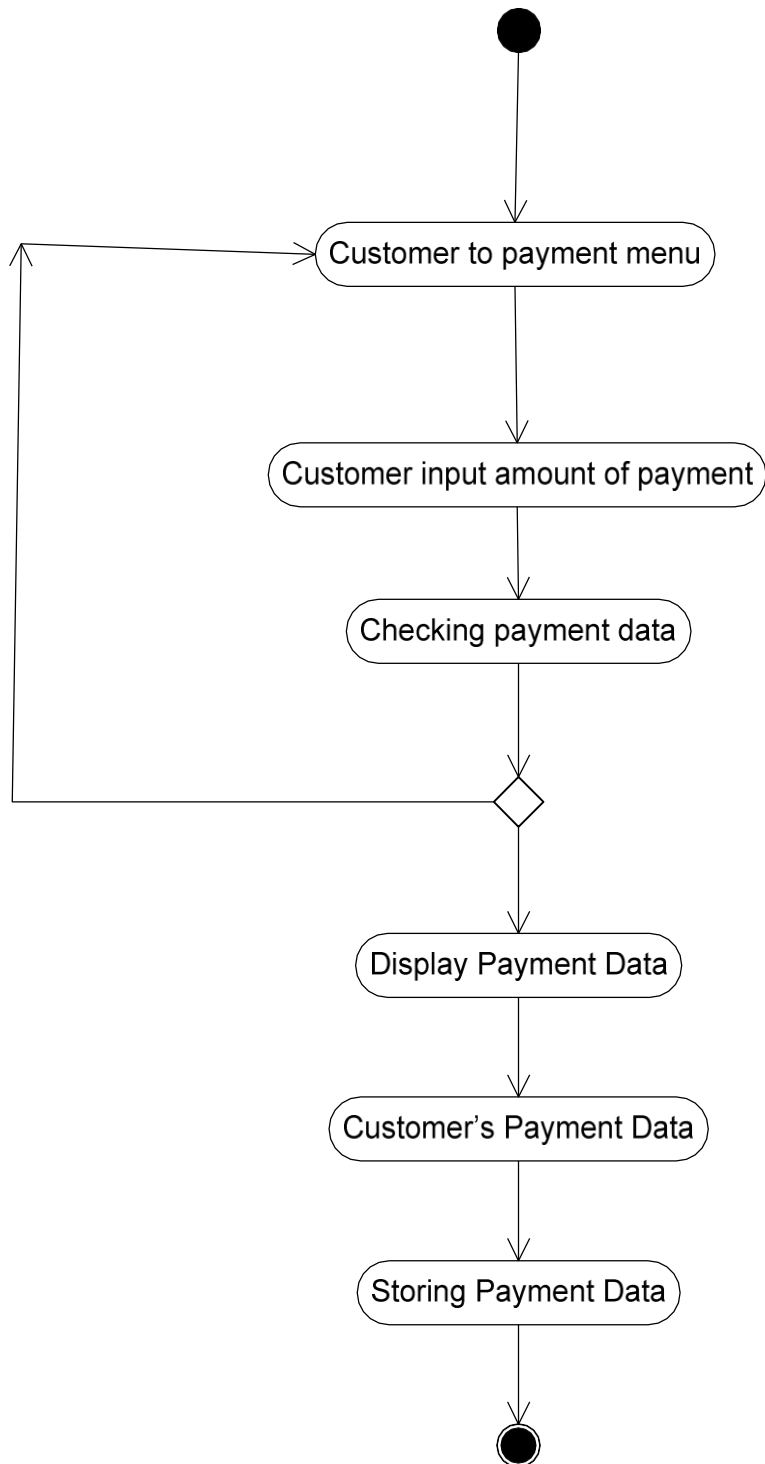 Customer to payment menu
Customer input amount of payment
Checking payment data
Display Payment Data
Customer’s Payment Data
Storing Payment Data